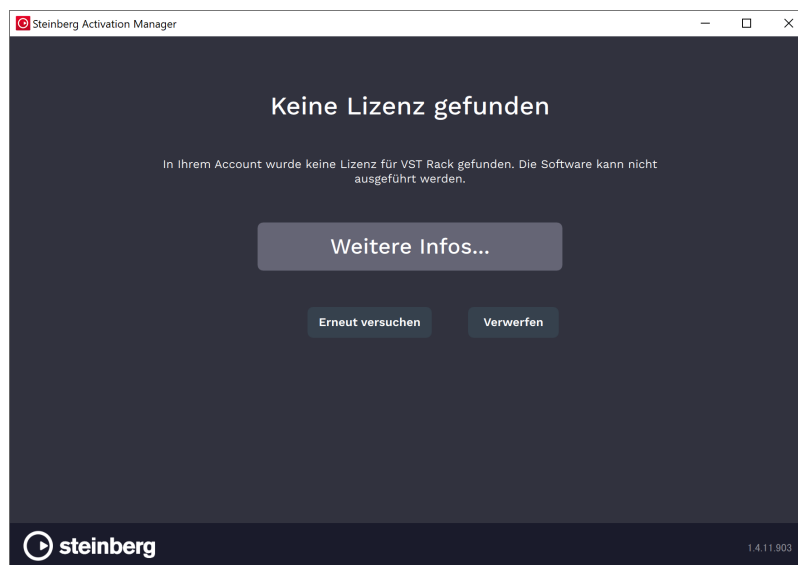 Steinberg Activation Manager
Keine Lizenz gefunden
In Ihrem Account wurde keine Lizenz für VST Rack gefunden. Die Software kann nicht
ausgeführt werden.
Weitere Infos...
Erneut versuchen
Verwerfen
steinberg
1.4.11.903